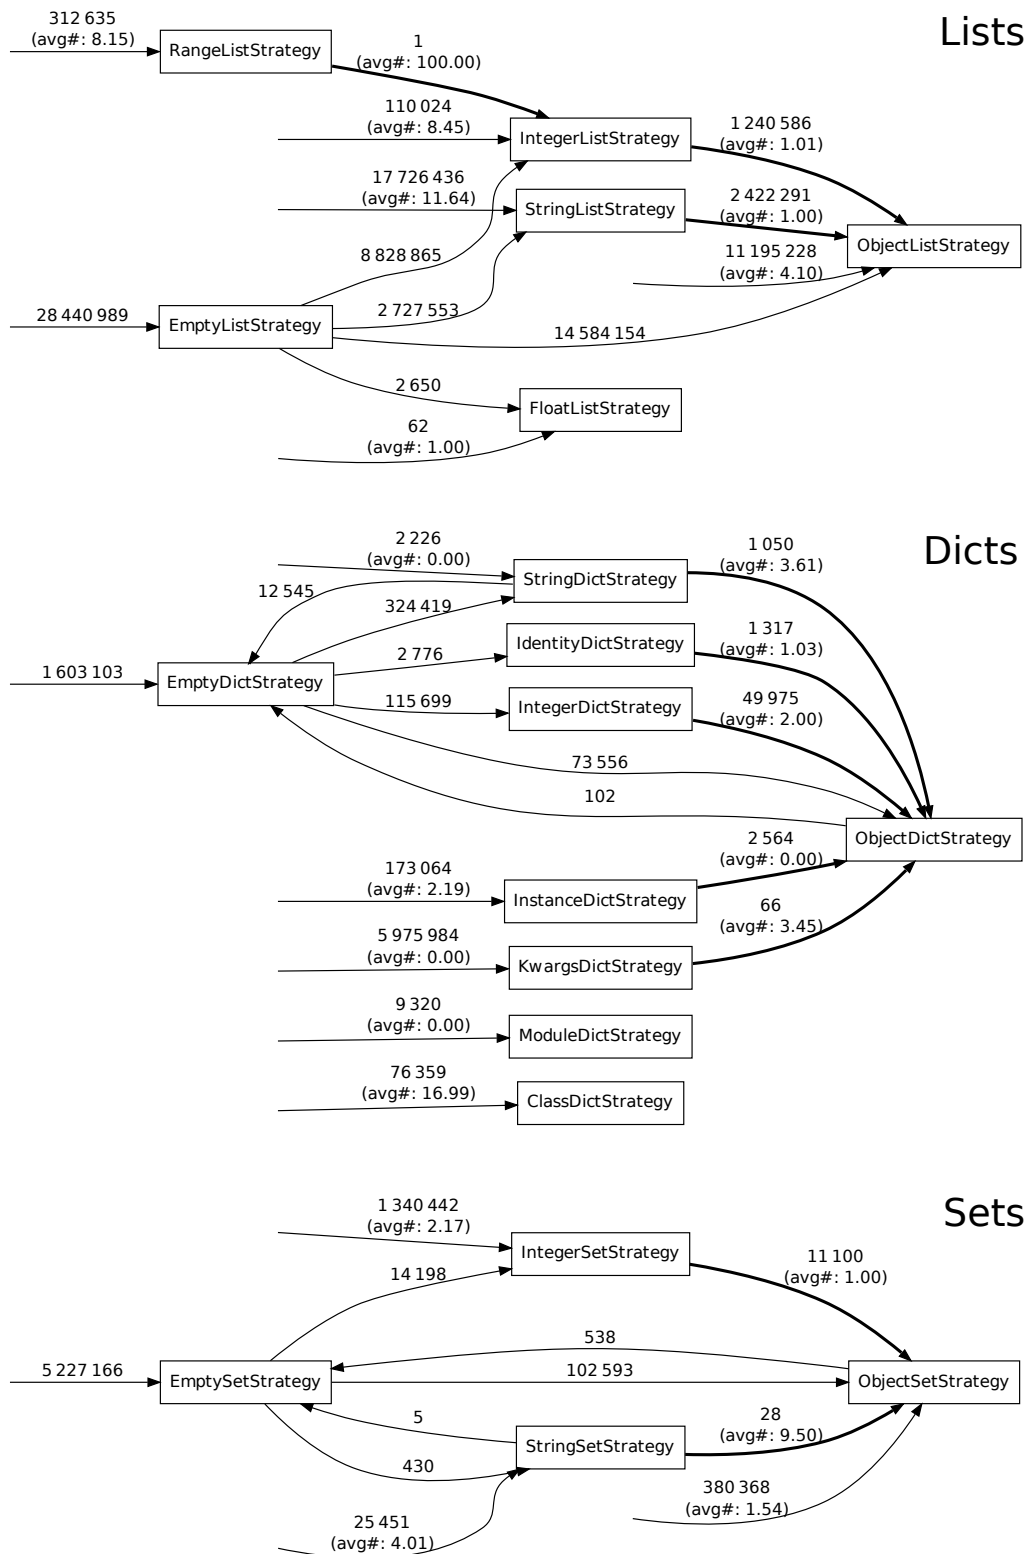 Lists
312 635
(avg#: 8.15)
RangeListStrategy
1
(avg#: 100.00)
110 024
(avg#: 8.45)
IntegerListStrategy
1 240 586
(avg#: 1.01)
17 726 436
(avg#: 11.64)
StringListStrategy
2 422 291
(avg#: 1.00)
ObjectListStrategy
8 828 865
11 195 228
(avg#: 4.10)
28 440 989
EmptyListStrategy
2 727 553
14 584 154
2 650
FloatListStrategy
62
(avg#: 1.00)
Dicts
2 226
(avg#: 0.00)
StringDictStrategy
1 050
(avg#: 3.61)
12 545
324 419
IdentityDictStrategy
1 317
(avg#: 1.03)
2 776
1 603 103
EmptyDictStrategy
115 699
IntegerDictStrategy
49 975
(avg#: 2.00)
73 556
102
ObjectDictStrategy
2 564
(avg#: 0.00)
173 064
(avg#: 2.19)
InstanceDictStrategy
66
(avg#: 3.45)
5 975 984
(avg#: 0.00)
KwargsDictStrategy
9 320
(avg#: 0.00)
ModuleDictStrategy
76 359
(avg#: 16.99)
ClassDictStrategy
Sets
1 340 442
(avg#: 2.17)
IntegerSetStrategy
11 100
(avg#: 1.00)
14 198
538
5 227 166
EmptySetStrategy
102 593
ObjectSetStrategy
5
StringSetStrategy
28
(avg#: 9.50)
430
380 368
(avg#: 1.54)
25 451
(avg#: 4.01)